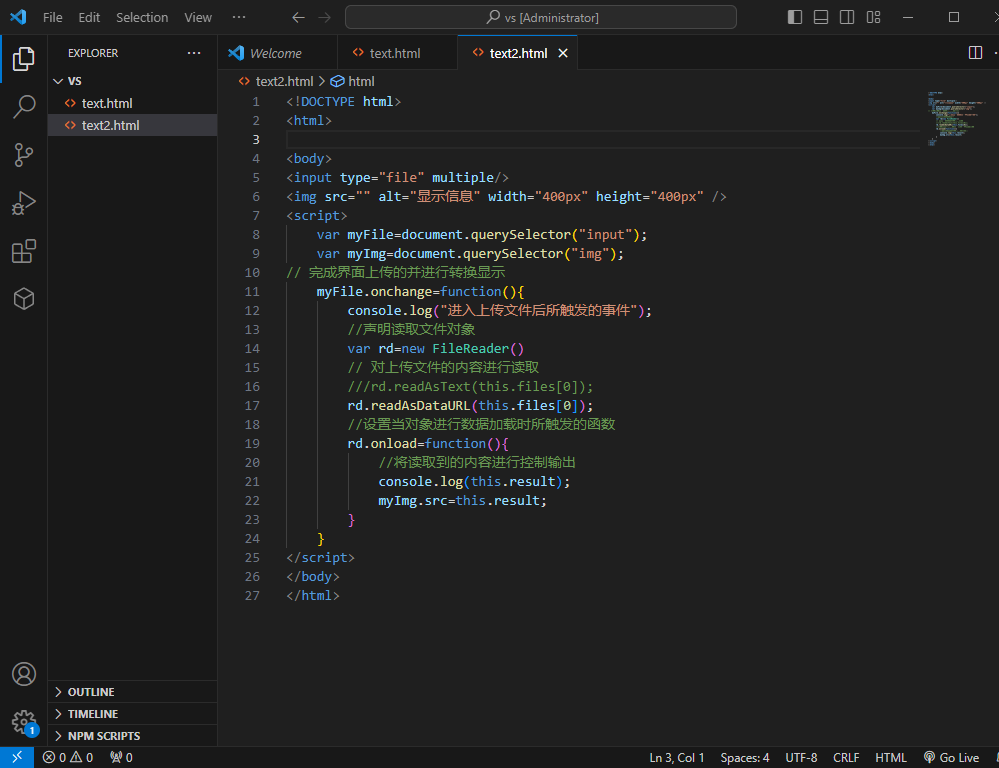 File Edit Selection View ··· vs [Administrator]
EXPLORER ···
Welcome text.html text2.html
VS
text.html
text2.html
text2.html > html
1 <!DOCTYPE html>
2 <html>
3
4 <body>
5 <input type="file" multiple/>
6 <img src="" alt="显示信息" width="400px" height="400px" />
7 <script>
8 var myFile=document.querySelector("input");
9 var myImg=document.querySelector("img");
10 // 完成界面上传的并进行转换显示
11 myFile.onchange=function(){
12 console.log("进入上传文件后所触发的事件");
13 //声明读取文件对象
14 var rd=new FileReader()
15 // 对上传文件的内容进行读取
16 ///rd.readAsText(this.files[0]);
17 rd.readAsDataURL(this.files[0]);
18 //设置当对象进行数据加载时所触发的函数
19 rd.onload=function(){
20 //将读取到的内容进行控制输出
21 console.log(this.result);
22 myImg.src=this.result;
23 }
24 }
25 </script>
26 </body>
27 </html>
OUTLINE
TIMELINE
NPM SCRIPTS
1
0 0 0 Ln 3, Col 1 Spaces: 4 UTF-8 CRLF HTML Go Live